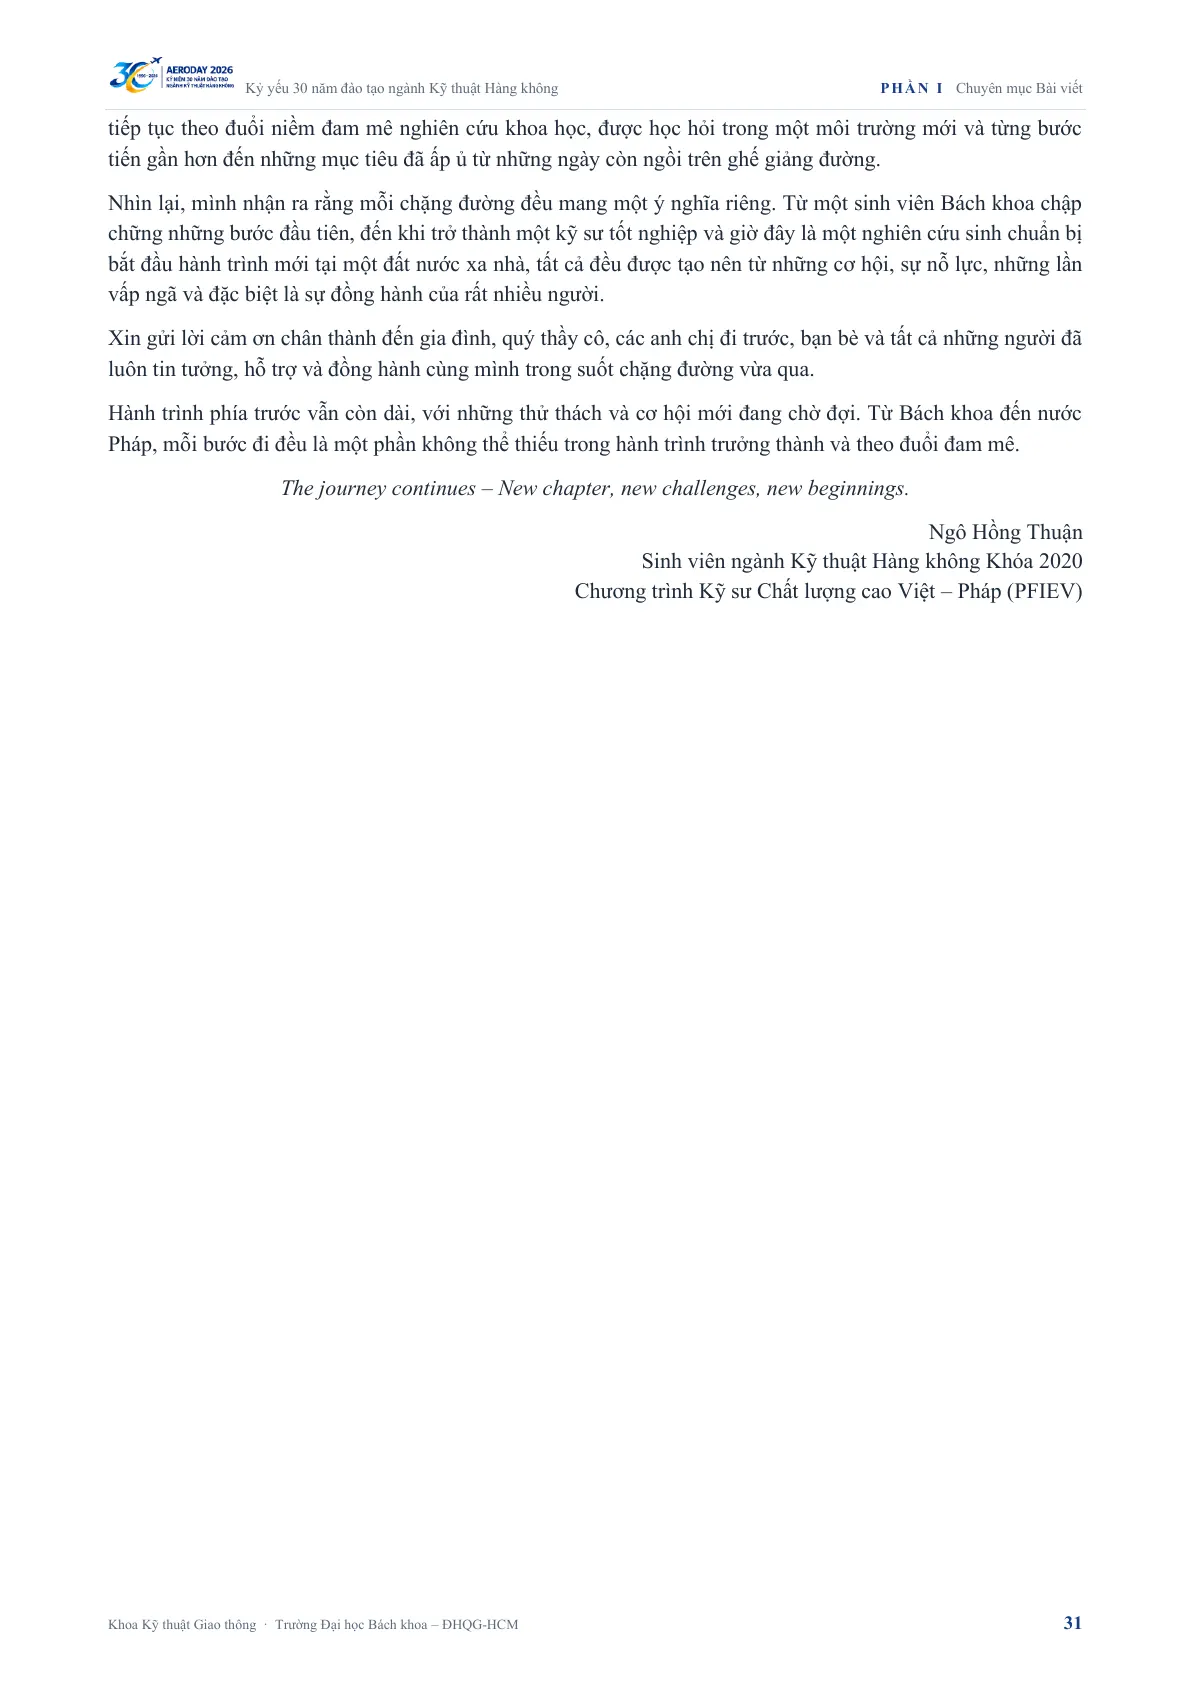 30 1996 - 2026
AERODAY 2026
KỶ NIỆM 30 NĂM ĐÀO TẠO
NGÀNH KỸ THUẬT HÀNG KHÔNG
Kỷ yếu 30 năm đào tạo ngành Kỹ thuật Hàng không
PHẦN I Chuyên mục Bài viết
tiếp tục theo đuổi niềm đam mê nghiên cứu khoa học, được học hỏi trong một môi trường mới và từng bước
tiến gần hơn đến những mục tiêu đã ấp ủ từ những ngày còn ngồi trên ghế giảng đường.
Nhìn lại, mình nhận ra rằng mỗi chặng đường đều mang một ý nghĩa riêng. Từ một sinh viên Bách khoa chập
chững những bước đầu tiên, đến khi trở thành một kỹ sư tốt nghiệp và giờ đây là một nghiên cứu sinh chuẩn bị
bắt đầu hành trình mới tại một đất nước xa nhà, tất cả đều được tạo nên từ những cơ hội, sự nỗ lực, những lần
vấp ngã và đặc biệt là sự đồng hành của rất nhiều người.
Xin gửi lời cảm ơn chân thành đến gia đình, quý thầy cô, các anh chị đi trước, bạn bè và tất cả những người đã
luôn tin tưởng, hỗ trợ và đồng hành cùng mình trong suốt chặng đường vừa qua.
Hành trình phía trước vẫn còn dài, với những thử thách và cơ hội mới đang chờ đợi. Từ Bách khoa đến nước
Pháp, mỗi bước đi đều là một phần không thể thiếu trong hành trình trưởng thành và theo đuổi đam mê.
The journey continues – New chapter, new challenges, new beginnings.
Ngô Hồng Thuận
Sinh viên ngành Kỹ thuật Hàng không Khóa 2020
Chương trình Kỹ sư Chất lượng cao Việt – Pháp (PFIEV)
Khoa Kỹ thuật Giao thông · Trường Đại học Bách khoa – ĐHQG-HCM
31